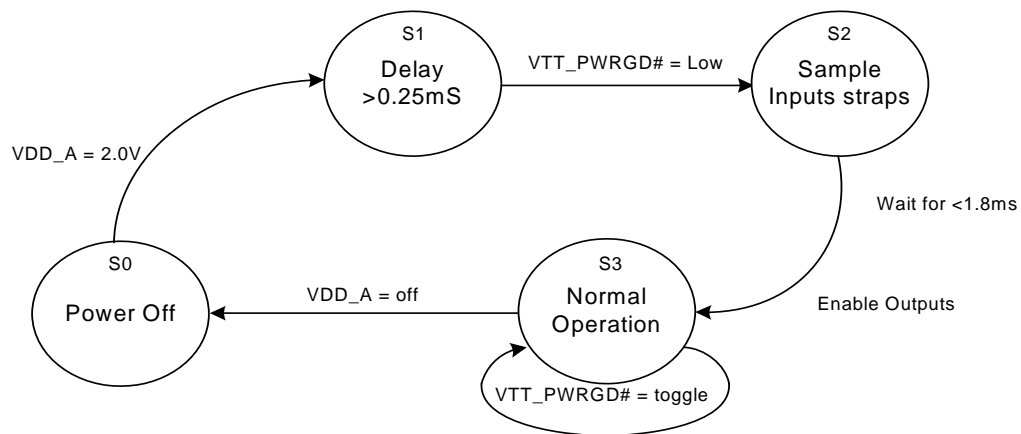 S1
Delay
>0.25mS
VTT_PWRGD# = Low
S2
Sample
Inputs straps
VDD_A = 2.0V
Wait for <1.8ms
S0
Power Off
VDD_A = off
S3
Normal
Operation
Enable Outputs
VTT_PWRGD# = toggle